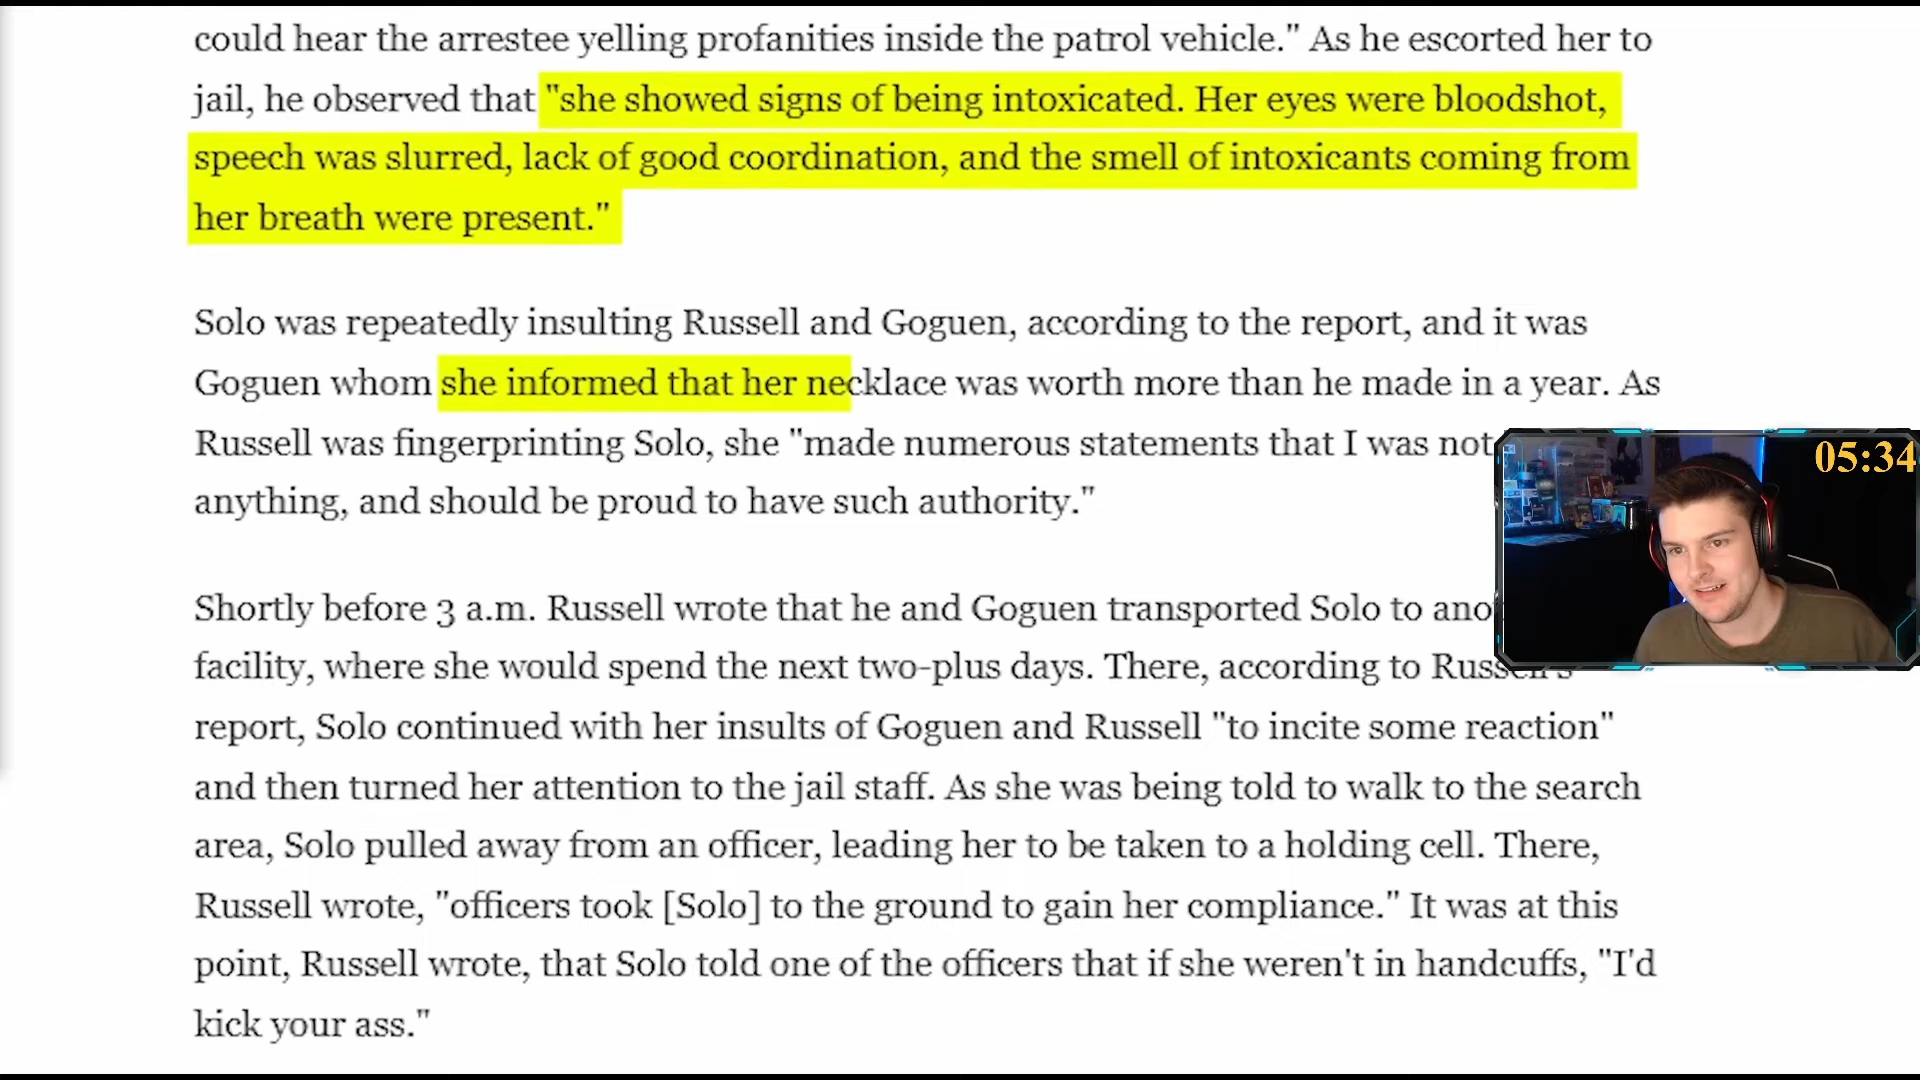 could hear the arrestee yelling profanities inside the patrol vehicle." As he escorted her to
jail, he observed that "she showed signs of being intoxicated. Her eyes were bloodshot,
speech was slurred, lack of good coordination, and the smell of intoxicants coming from
her breath were present."
Solo was repeatedly insulting Russell and Goguen, according to the report, and it was
Goguen whom she informed that her necklace was worth more than he made in a year. As
Russell was fingerprinting Solo, she "made numerous statements that I was not
05:34
anything, and should be proud to have such authority."
Shortly before 3 a.m. Russell wrote that he and Goguen transported Solo to
facility, where she would spend the next two-plus days. There, according to Russell's
report, Solo continued with her insults of Goguen and Russell "to incite some reaction"
and then turned her attention to the jail staff. As she was being told to walk to the search
area, Solo pulled away from an officer, leading her to be taken to a holding cell. There,
Russell wrote, "officers took [Solo] to the ground to gain her compliance." It was at this
point, Russell wrote, that Solo told one of the officers that if she weren't in handcuffs, "I'd
kick your ass."